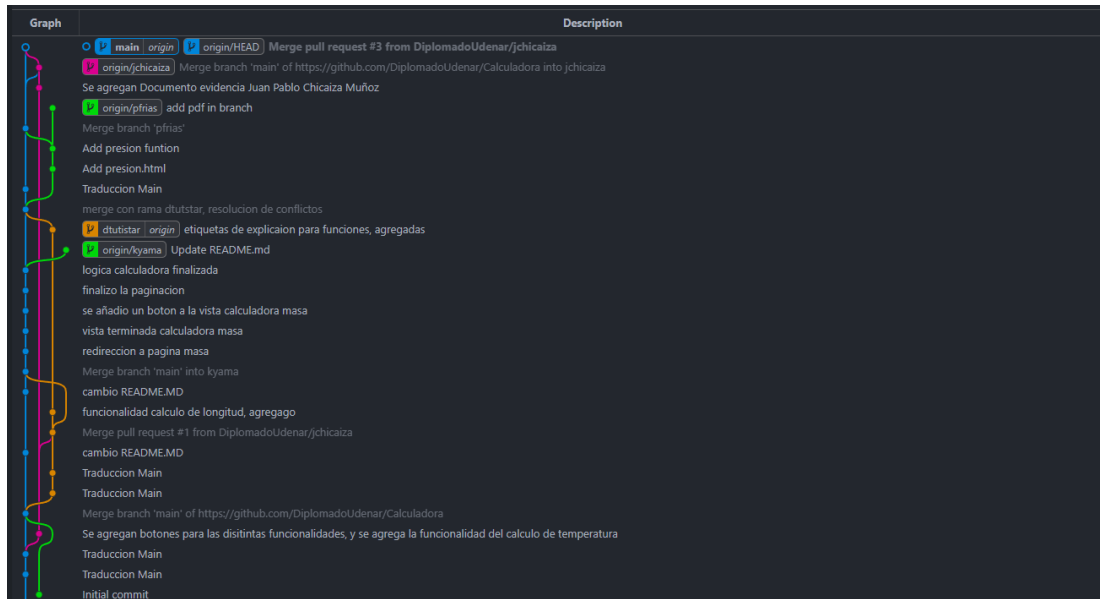 Graph Description
main origin origin/HEAD Merge pull request #3 from DiplomadoUdenar/jchicaiza
origin/jchicaiza Merge branch 'main' of https://github.com/DiplomadoUdenar/Calculadora into jchicaiza
Se agregan Documento evidencia Juan Pablo Chicaiza Muñoz
origin/pfrias add pdf in branch
Merge branch 'pfrias'
Add presion funtion
Add presion.html
Traduccion Main
merge con rama dtutstar, resolucion de conflictos
dtutistar origin etiquetas de explicaion para funciones, agregadas
origin/kyama Update README.md
logica calculadora finalizada
finalizo la paginacion
se añadio un boton a la vista calculadora masa
vista terminada calculadora masa
redireccion a pagina masa
Merge branch 'main' into kyama
cambio README.MD
funcionalidad calculo de longitud, agregago
Merge pull request #1 from DiplomadoUdenar/jchicaiza
cambio README.MD
Traduccion Main
Traduccion Main
Merge branch 'main' of https://github.com/DiplomadoUdenar/Calculadora
Se agregan botones para las disitintas funcionalidades, y se agrega la funcionalidad del calculo de temperatura
Traduccion Main
Traduccion Main
Initial commit